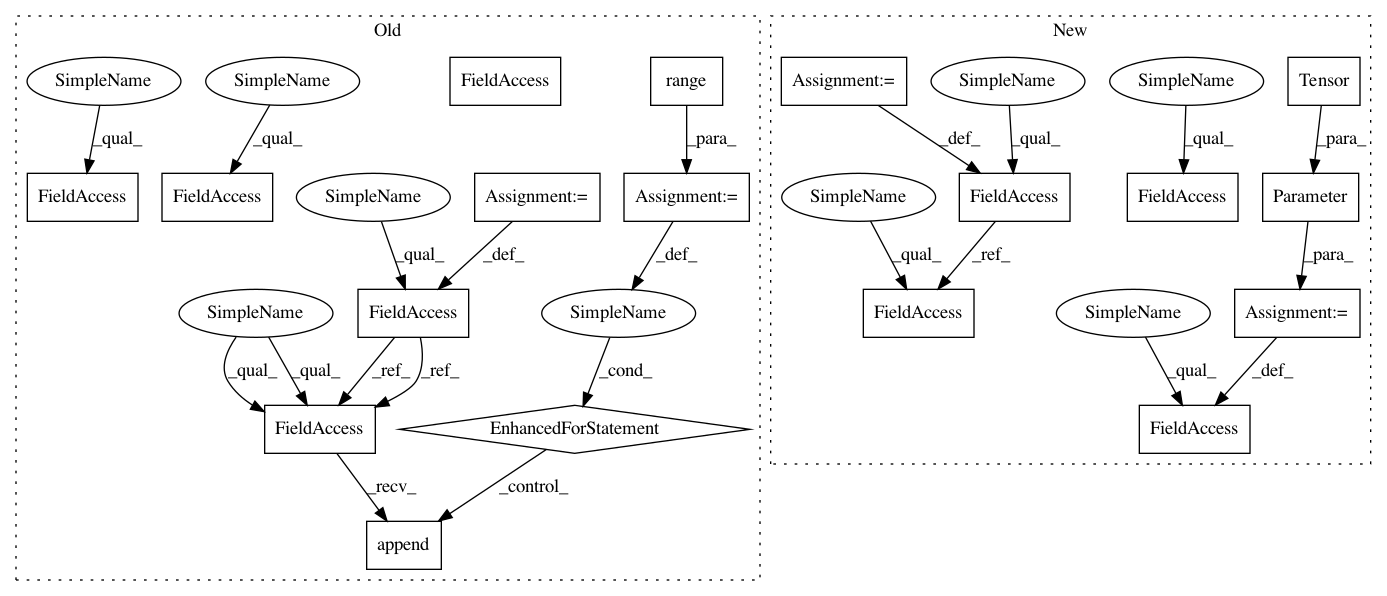 Old
New
SimpleName
SimpleName
FieldAccess
range
Assignment:=
SimpleName
SimpleName
Tensor
_qual_
_qual_
_para_
_def_
_qual_
_qual_
_para_
FieldAccess
FieldAccess
SimpleName
Assignment:=
Assignment:=
SimpleName
FieldAccess
FieldAccess
Parameter
_qual_
_def_
_def_
_qual_
_ref_
_para_
SimpleName
FieldAccess
SimpleName
FieldAccess
SimpleName
Assignment:=
_qual_
_qual_
_ref_
_ref_
_cond_
_qual_
_def_
FieldAccess
EnhancedForStatement
FieldAccess
_recv_
_control_
append